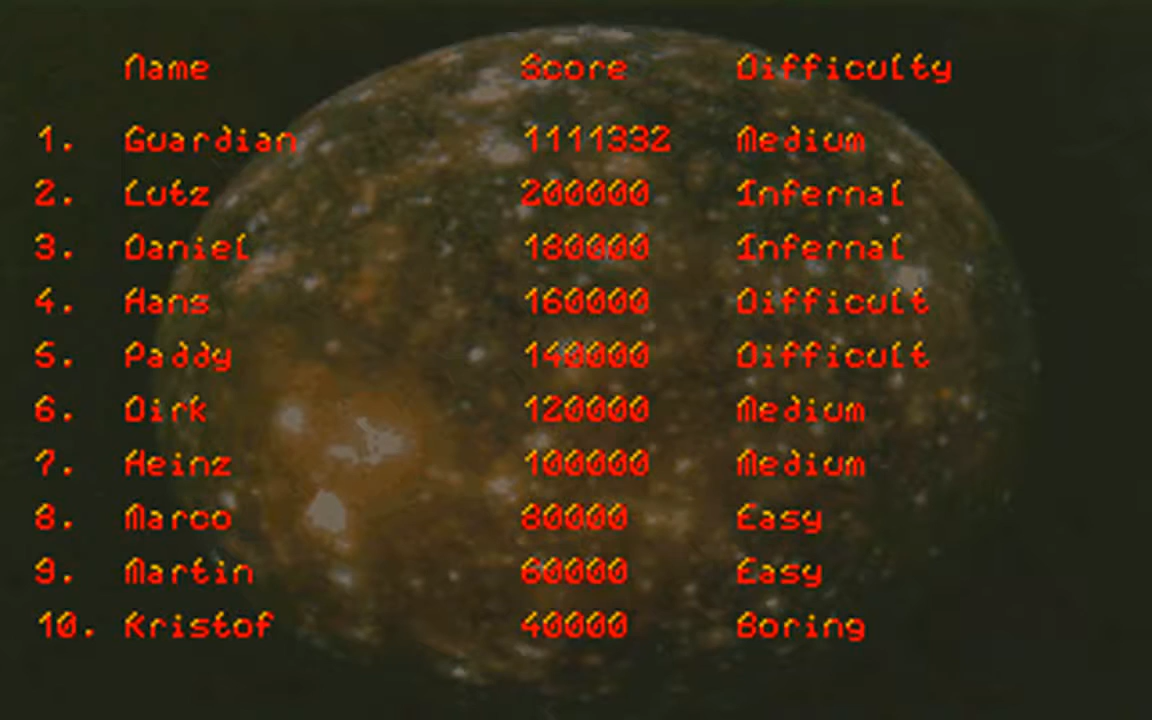 Name Score Difficulty
1. Guardian 1111332 Medium
2. Lutz 200000 Infernal
3. Daniel 180000 Infernal
4. Hans 160000 Difficult
5. Paddy 140000 Difficult
6. Dirk 120000 Medium
7. Heinz 100000 Medium
8. Marco 80000 Easy
9. Martin 60000 Easy
10. Kristof 40000 Boring